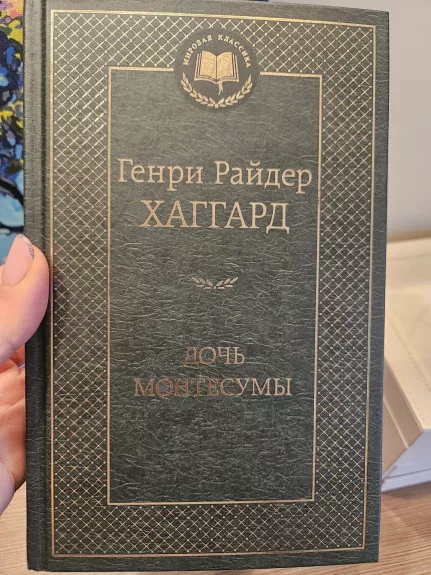 МИРОВАЯ КЛАССИКА
Генри Райдер
ХАГГАРД
ДОЧЬ
МОНТЕСУМЫ